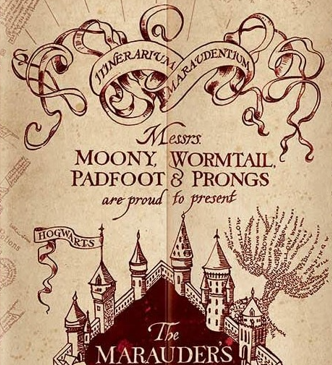 ITINERARIUM MARAUDENTIUM
Messrs.
MOONY, WORMTAIL,
PADFOOT & PRONGS
are proud to present
HOGWARTS
The
MARAUDER'S